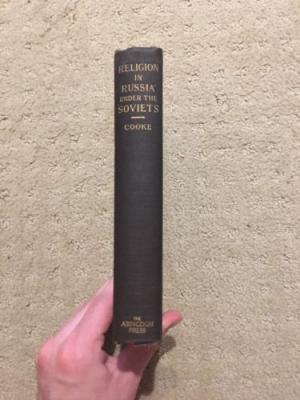 RELIGION
IN
RUSSIA
UNDER THE
SOVIETS
COOKE
THE
ABINGDON
PRESS